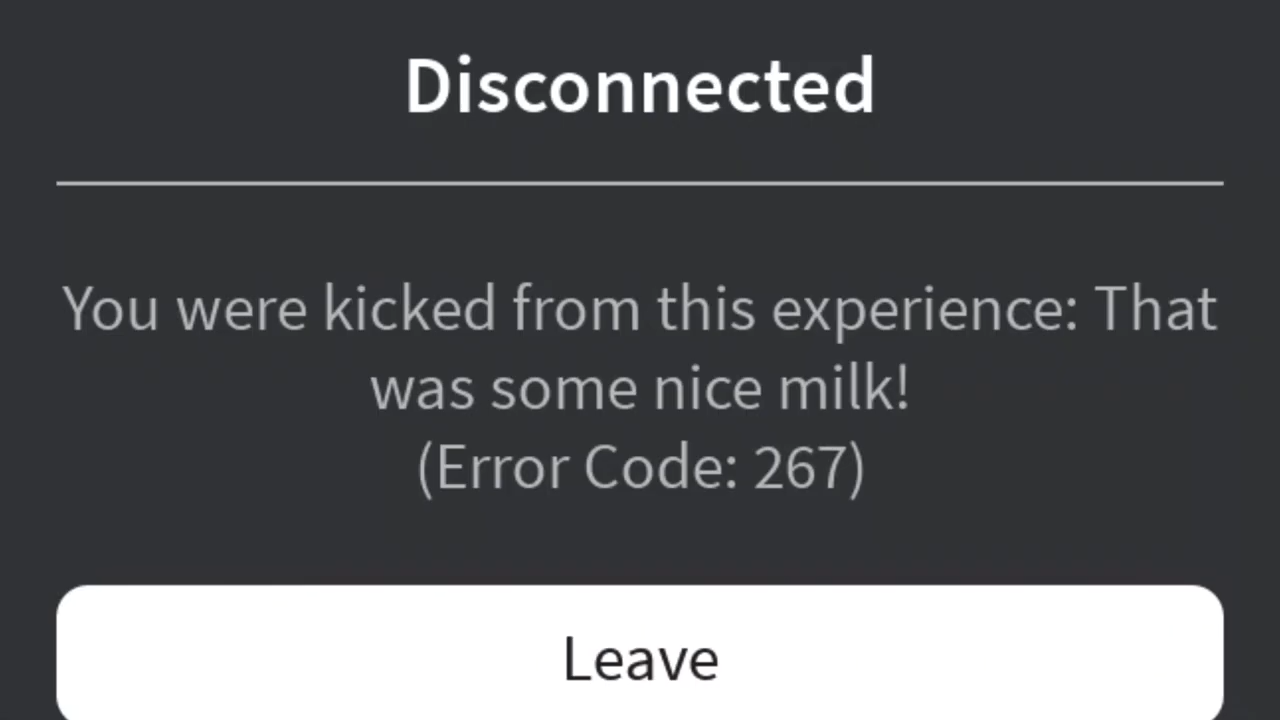 Disconnected
You were kicked from this experience: That
was some nice milk!
(Error Code: 267)
Leave